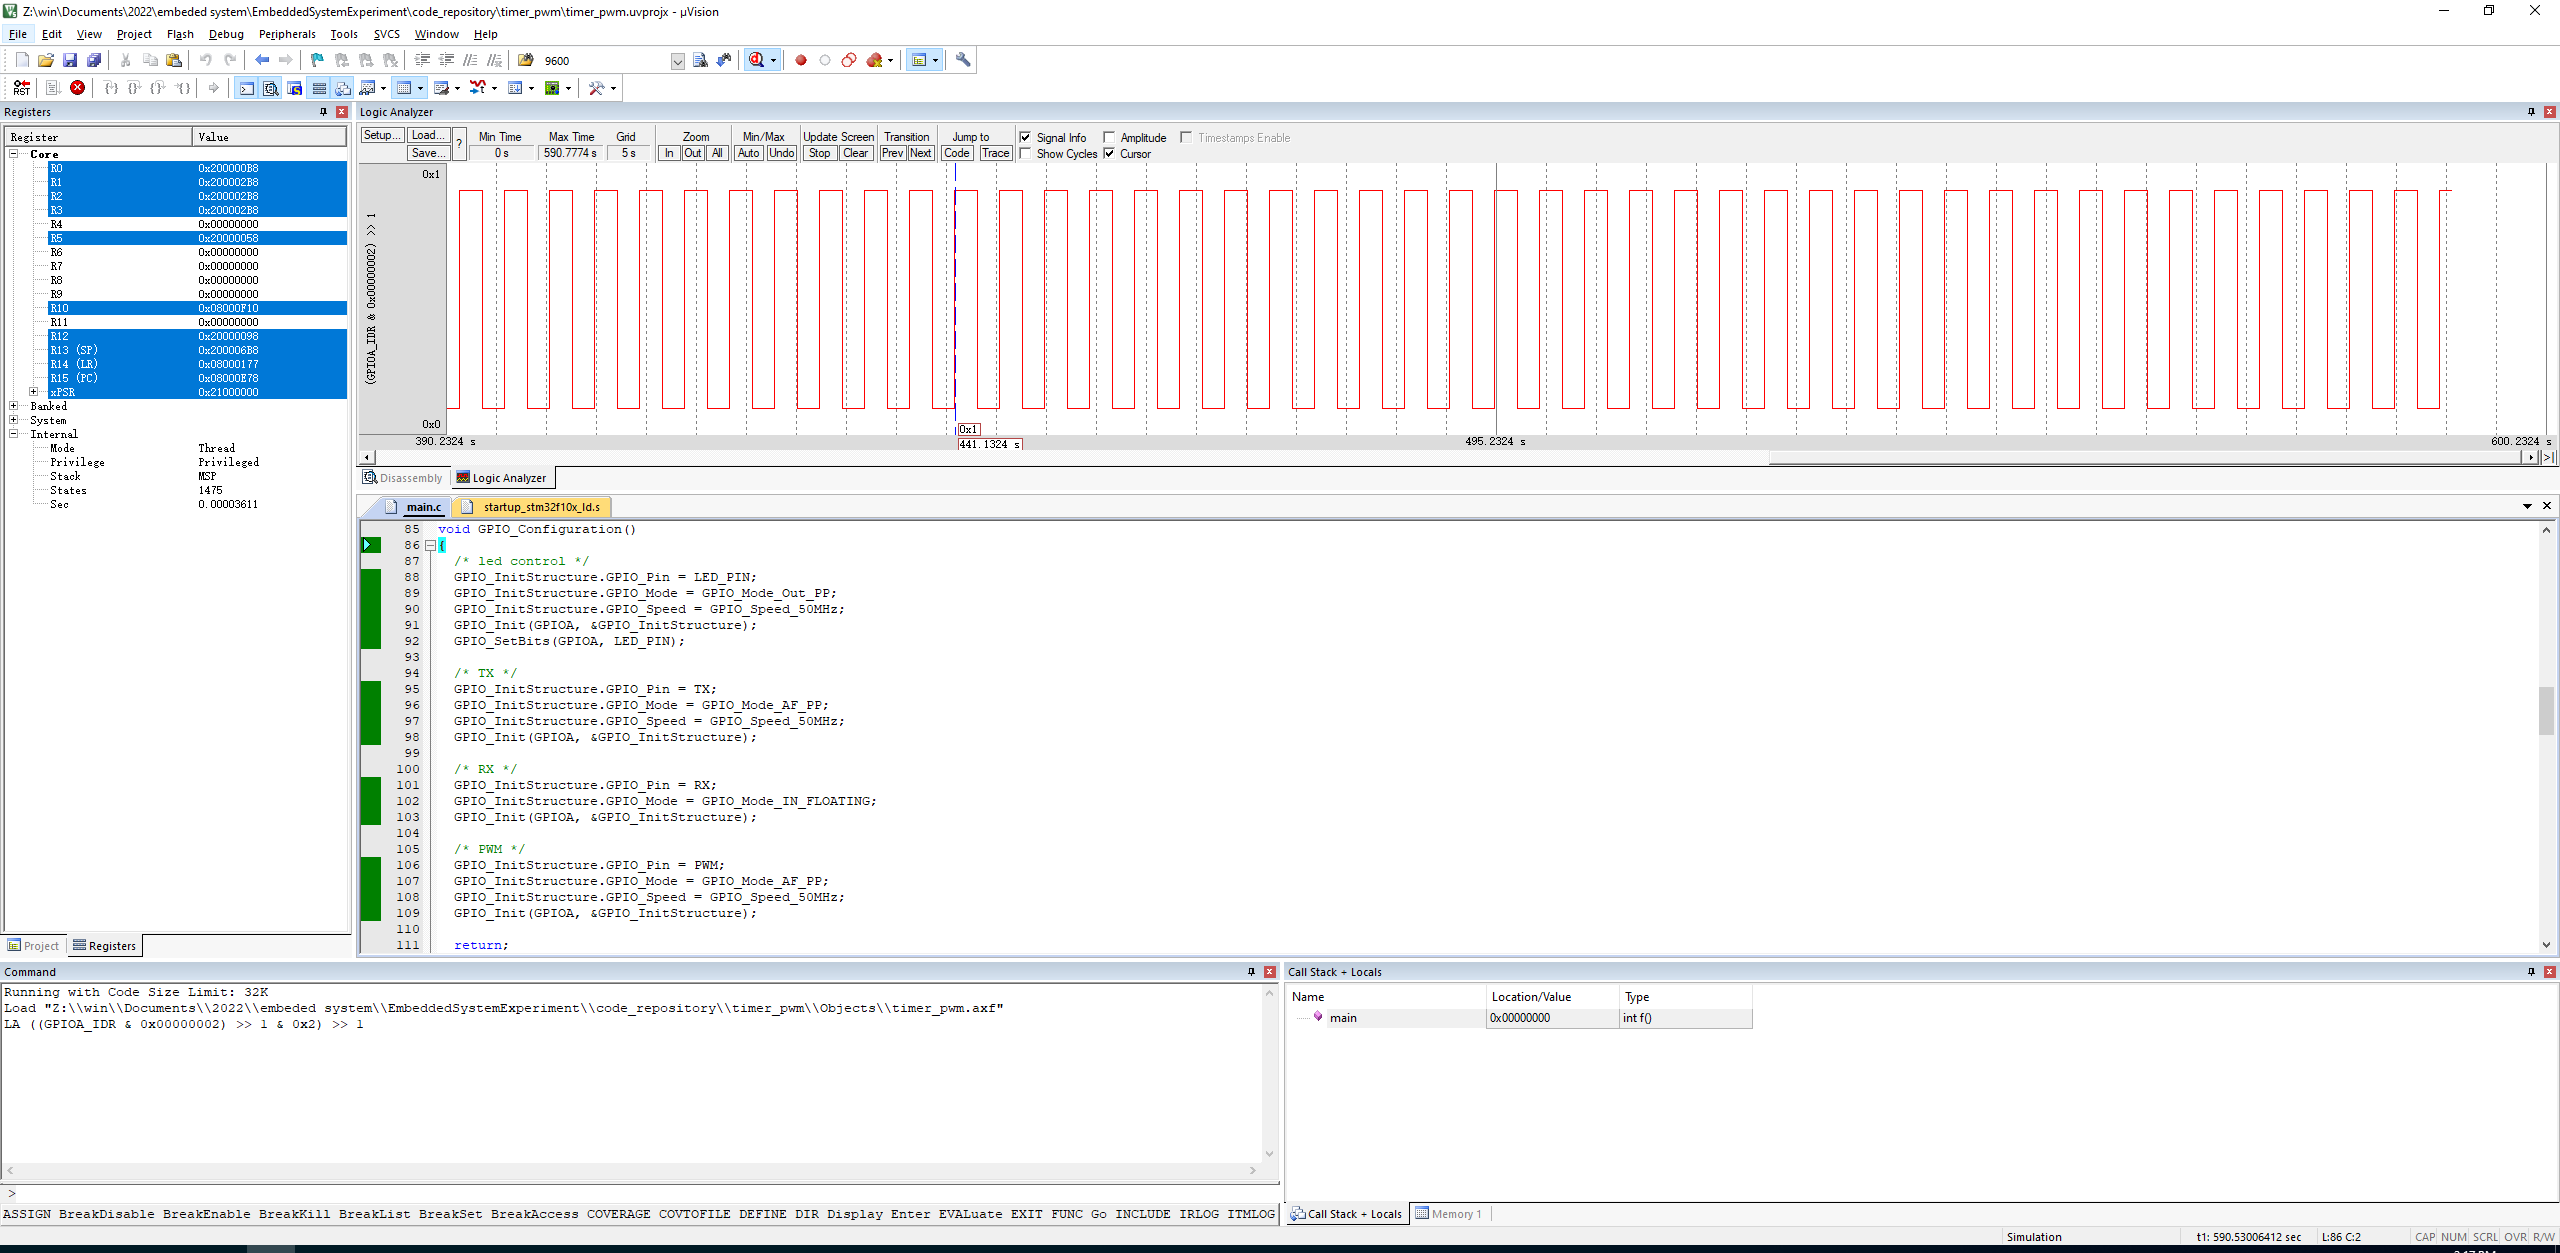 Z:\win\Documents\2022\embeded system\EmbeddedSystemExperiment\code_repository\timer_pwm\timer_pwm.uvprojx - µVision
File Edit View Project Flash Debug Peripherals Tools SVCS Window Help
9600
RST
Registers
Register Value
Core
R0 0x200000B8
R1 0x200002B8
R2 0x200002B8
R3 0x200002B8
R4 0x00000000
R5 0x20000058
R6 0x00000000
R7 0x00000000
R8 0x00000000
R9 0x00000000
R10 0x08000F10
R11 0x00000000
R12 0x20000098
R13 (SP) 0x200006B8
R14 (LR) 0x08000177
R15 (PC) 0x08000E78
xPSR 0x21000000
Banked
System
Internal
Mode Thread
Privilege Privileged
Stack MSP
States 1475
Sec 0.00003611
Project Registers
Logic Analyzer
Setup... Load... ? Min Time Max Time Grid Zoom Min/Max Update Screen Transition Jump to Signal Info Amplitude Timestamps Enable
Save... 0 s 590.7774 s 5 s In Out All Auto Undo Stop Clear Prev Next Code Trace Show Cycles Cursor
0x1
(GPIOA_IDR & 0x00000002) >> 1
0x0
0x1
390.2324 s 441.1324 s 495.2324 s 600.2324 s
Disassembly Logic Analyzer
main.c startup_stm32f10x_ld.s
85 void GPIO_Configuration()
86 {
87 /* led control */
88 GPIO_InitStructure.GPIO_Pin = LED_PIN;
89 GPIO_InitStructure.GPIO_Mode = GPIO_Mode_Out_PP;
90 GPIO_InitStructure.GPIO_Speed = GPIO_Speed_50MHz;
91 GPIO_Init(GPIOA, &GPIO_InitStructure);
92 GPIO_SetBits(GPIOA, LED_PIN);
93
94 /* TX */
95 GPIO_InitStructure.GPIO_Pin = TX;
96 GPIO_InitStructure.GPIO_Mode = GPIO_Mode_AF_PP;
97 GPIO_InitStructure.GPIO_Speed = GPIO_Speed_50MHz;
98 GPIO_Init(GPIOA, &GPIO_InitStructure);
99
100 /* RX */
101 GPIO_InitStructure.GPIO_Pin = RX;
102 GPIO_InitStructure.GPIO_Mode = GPIO_Mode_IN_FLOATING;
103 GPIO_Init(GPIOA, &GPIO_InitStructure);
104
105 /* PWM */
106 GPIO_InitStructure.GPIO_Pin = PWM;
107 GPIO_InitStructure.GPIO_Mode = GPIO_Mode_AF_PP;
108 GPIO_InitStructure.GPIO_Speed = GPIO_Speed_50MHz;
109 GPIO_Init(GPIOA, &GPIO_InitStructure);
110
111 return;
Command
Running with Code Size Limit: 32K
Load "Z:\\win\\Documents\\2022\\embeded system\\EmbeddedSystemExperiment\\code_repository\\timer_pwm\\Objects\\timer_pwm.axf"
LA ((GPIOA_IDR & 0x00000002) >> 1 & 0x2) >> 1
>
ASSIGN BreakDisable BreakEnable BreakKill BreakList BreakSet BreakAccess COVERAGE COVTOFILE DEFINE DIR Display Enter EVALuate EXIT FUNC Go INCLUDE IRLOG ITMLOG
Call Stack + Locals
Name Location/Value Type
main 0x00000000 int f()
Call Stack + Locals Memory 1
Simulation t1: 590.53006412 sec L:86 C:2 CAP NUM SCRL OVR R/W